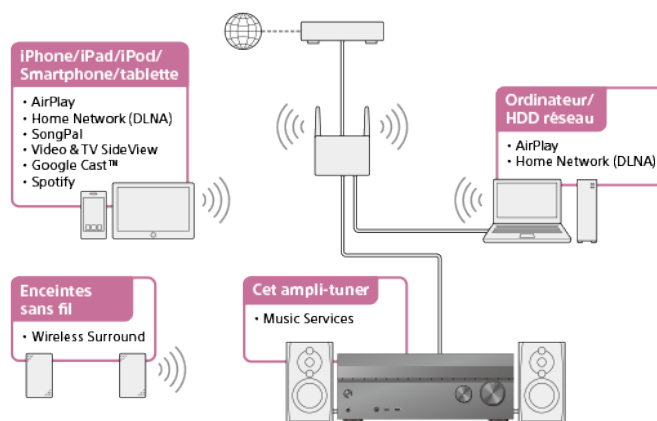 iPhone/iPad/iPod/
Smartphone/tablette
• AirPlay
• Home Network (DLNA)
• SongPal
• Video & TV SideView
• Google Cast™
• Spotify
Ordinateur/
HDD réseau
• AirPlay
• Home Network (DLNA)
Enceintes
sans fil
• Wireless Surround
Cet ampli-tuner
• Music Services